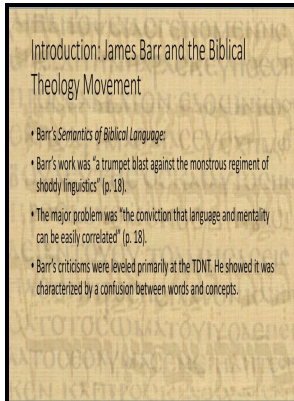 Introduction: James Barr and the Biblical
Theology Movement
• Barr's Semantics of Biblical Language:
• Barr's work was "a trumpet blast against the monstrous regiment of
shoddy linguistics" (p. 18).
• The major problem was "the conviction that language and mentality
can be easily correlated" (p. 18).
• Barr's criticisms were leveled primarily at the TDNT. He showed it was
characterized by a confusion between words and concepts.